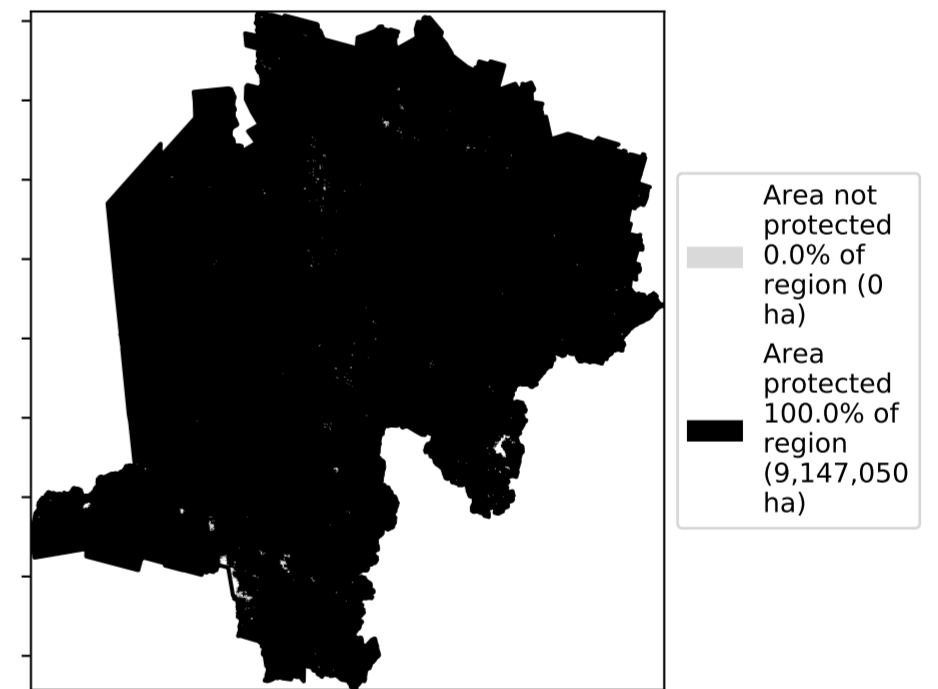 Area not
protected
0.0% of
region (0
ha)
Area
protected
100.0% of
region
(9,147,050
ha)